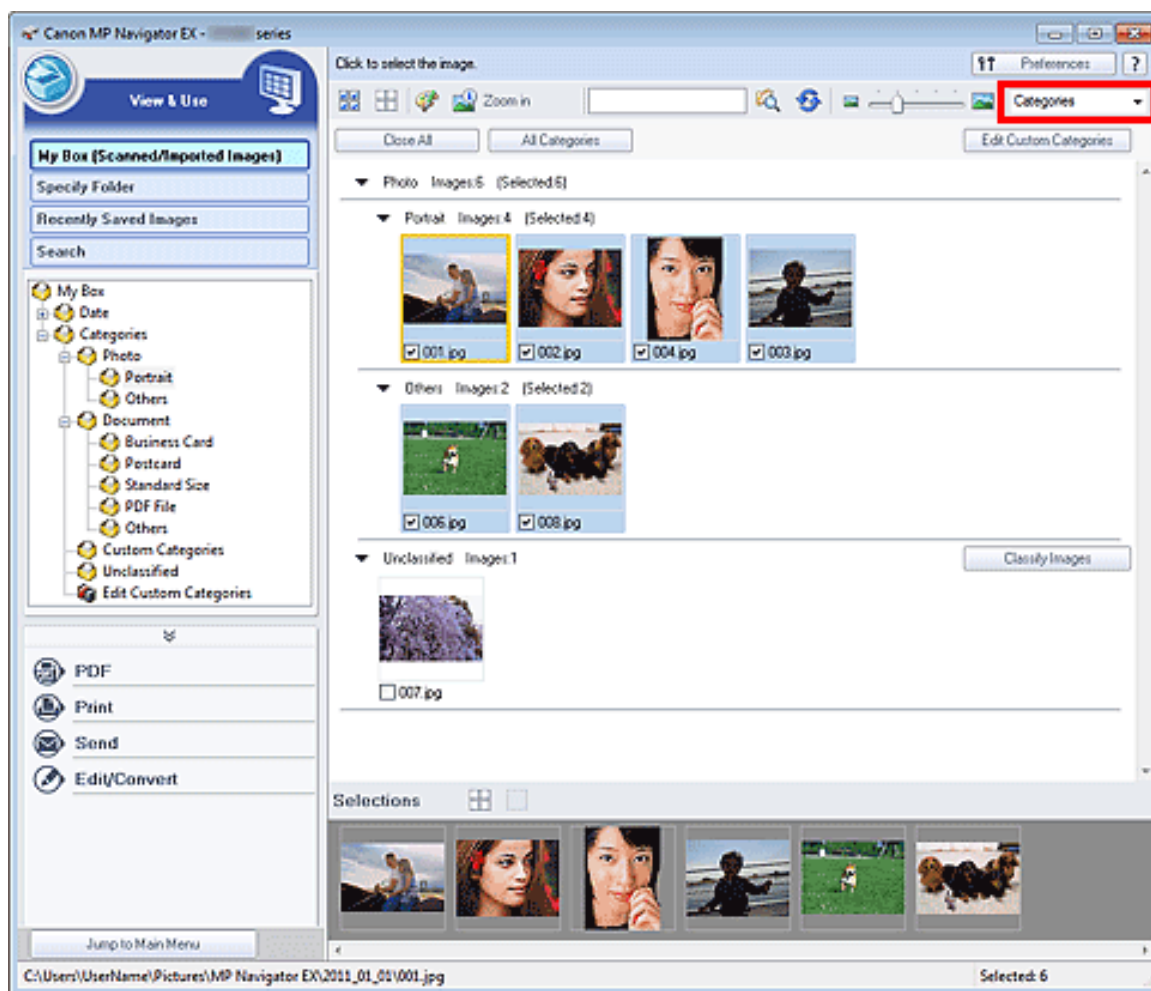 Canon MP Navigator EX - series
View & Use
Click to select the image.
Preferences ?
Zoom in
Categories
Close All All Categories Edit Custom Categories
My Box (Scanned/Imported Images)
Specify Folder
Recently Saved Images
Search
My Box
Date
Categories
Photo
Portrait
Others
Document
Business Card
Postcard
Standard Size
PDF File
Others
Custom Categories
Unclassified
Edit Custom Categories
PDF
Print
Send
Edit/Convert
Jump to Main Menu
Photo Images:6 (Selected:6)
Portrait Images:4 (Selected:4)
001.jpg 002.jpg 004.jpg 003.jpg
Others Images:2 (Selected:2)
006.jpg 008.jpg
Unclassified Images:1 Classify Images
007.jpg
Selections
C:\Users\UserName\Pictures\MP Navigator EX\2011_01_01\001.jpg Selected: 6